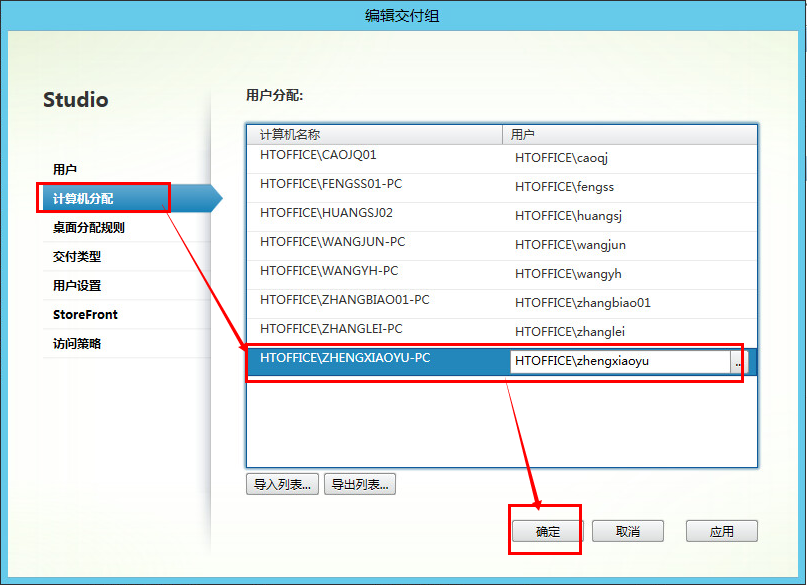 编辑交付组
Studio
用户
计算机分配
桌面分配规则
交付类型
用户设置
StoreFront
访问策略
用户分配:
计算机名称 用户
HTOFFICE\CAOJQ01 HTOFFICE\caoqj
HTOFFICE\FENGSS01-PC HTOFFICE\fengss
HTOFFICE\HUANGSJ02 HTOFFICE\huangsj
HTOFFICE\WANGJUN-PC HTOFFICE\wangjun
HTOFFICE\WANGYH-PC HTOFFICE\wangyh
HTOFFICE\ZHANGBIAO01-PC HTOFFICE\zhangbiao01
HTOFFICE\ZHANGLEI-PC HTOFFICE\zhanglei
HTOFFICE\ZHENGXIAOYU-PC HTOFFICE\zhengxiaoyu ..
导入列表... 导出列表...
确定 取消 应用